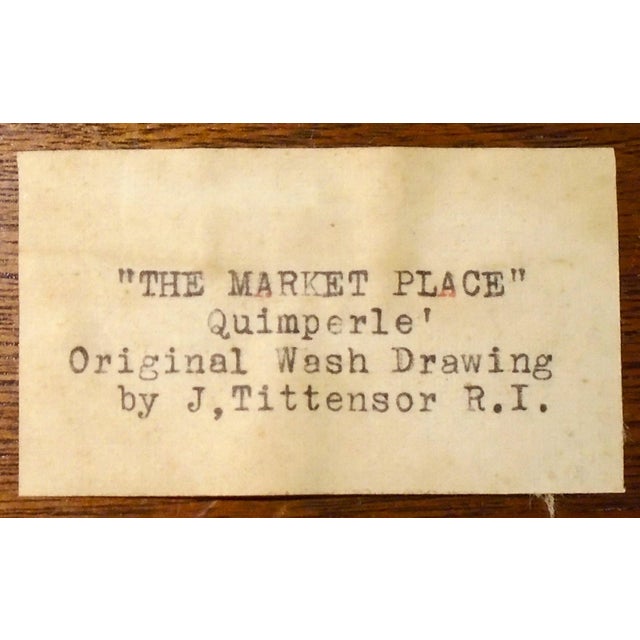 "THE MARKET PLACE"
Quimperle'
Original Wash Drawing
by J,Tittensor R.I.